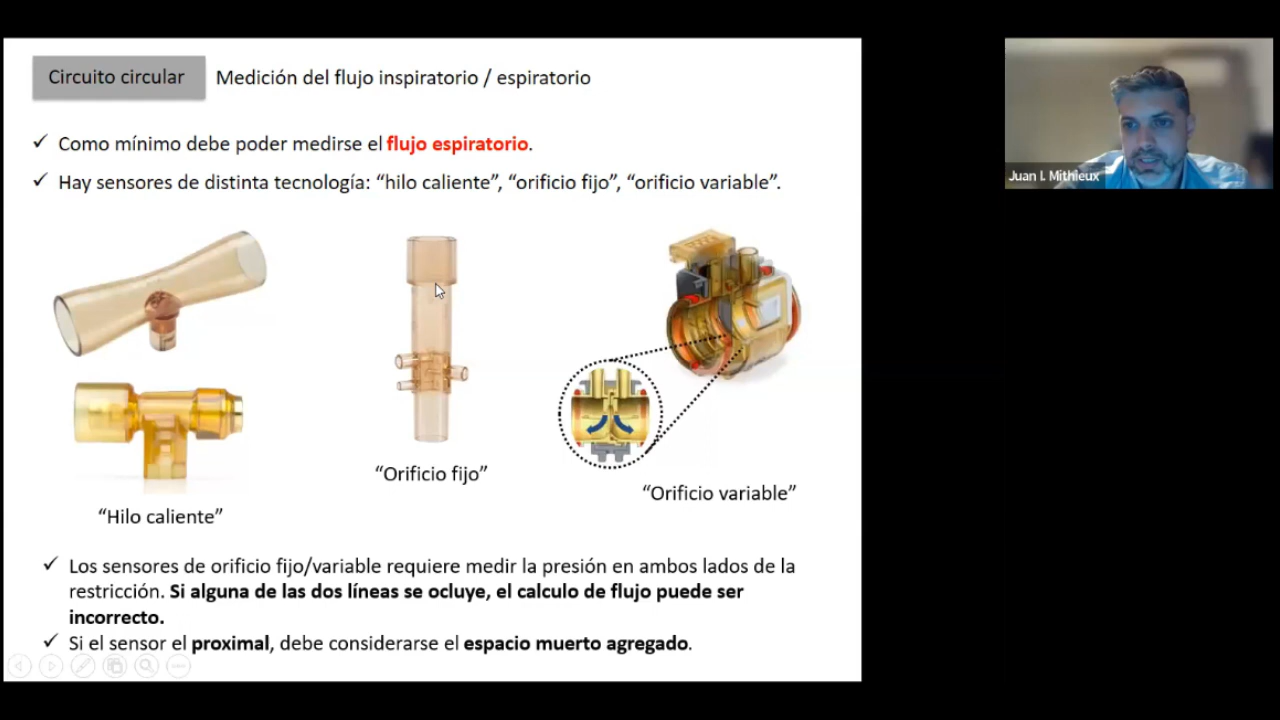 Circuito circular
Medición del flujo inspiratorio / espiratorio
Como mínimo debe poder medirse el flujo espiratorio.
Hay sensores de distinta tecnología: “hilo caliente”, “orificio fijo”, “orificio variable”.
Juan I. Mithieux
“Orificio fijo”
“Orificio variable”
“Hilo caliente”
Los sensores de orificio fijo/variable requiere medir la presión en ambos lados de la
restricción. Si alguna de las dos líneas se ocluye, el calculo de flujo puede ser
incorrecto.
Si el sensor el proximal, debe considerarse el espacio muerto agregado.